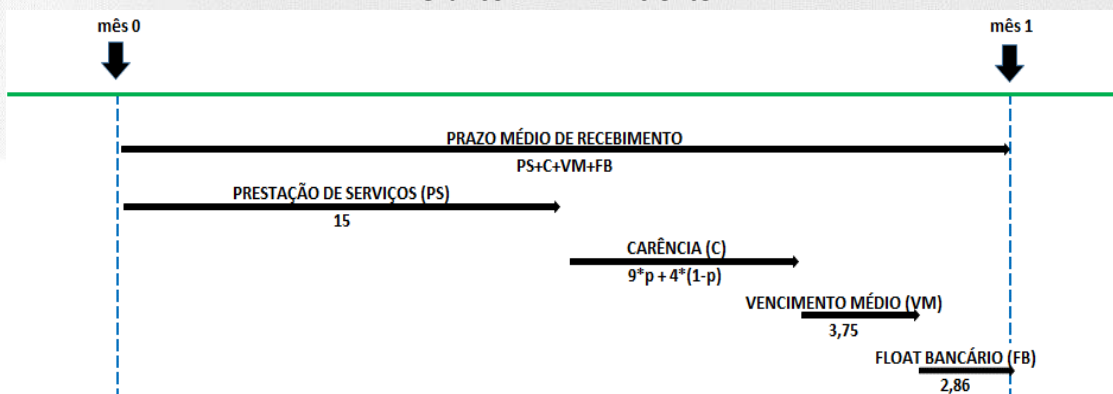 mês 0
mês 1
PRAZO MÉDIO DE RECEBIMENTO
PS+C+VM+FB
PRESTAÇÃO DE SERVIÇOS (PS)
15
CARÊNCIA (C)
9*p + 4*(1-p)
VENCIMENTO MÉDIO (VM)
3,75
FLOAT BANCÁRIO (FB)
2,86